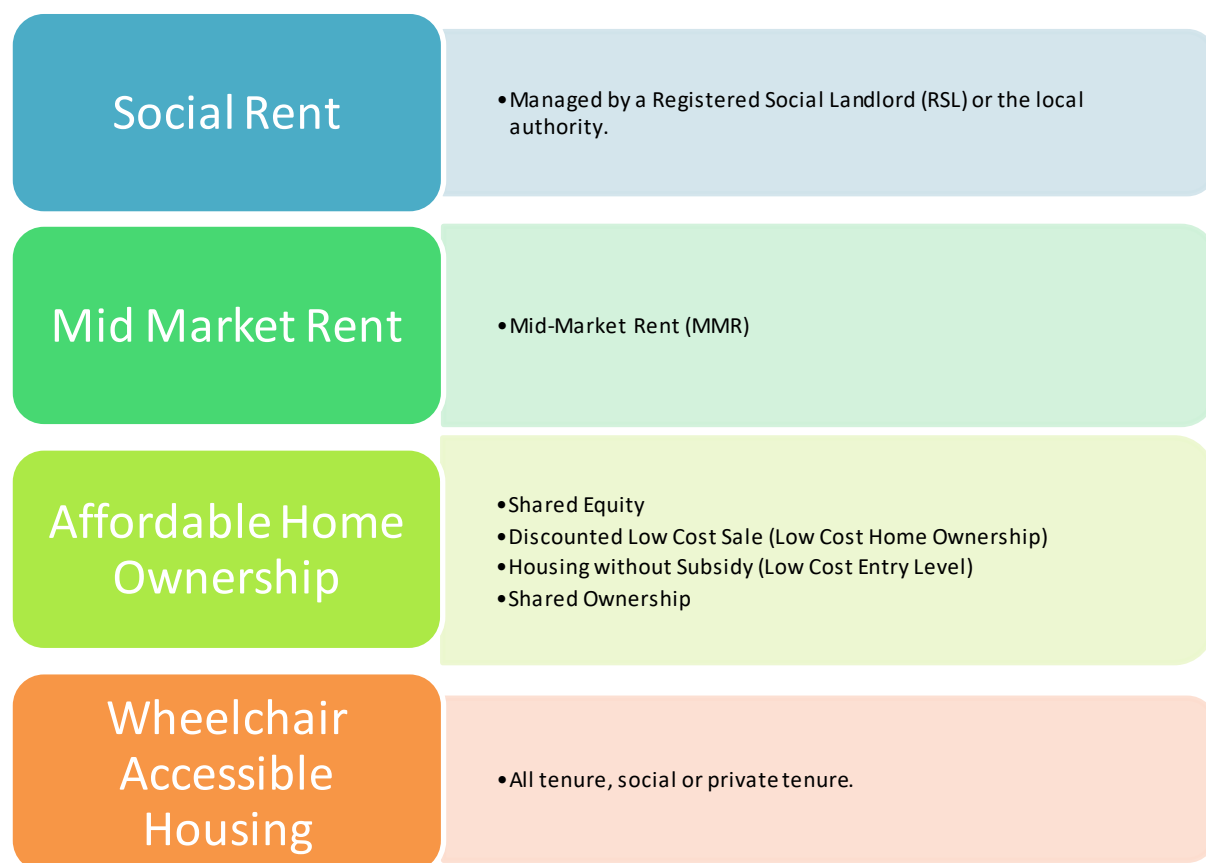 Social Rent
•Managed by a Registered Social Landlord (RSL) or the local
authority.
Mid Market Rent
•Mid-Market Rent (MMR)
Affordable Home
Ownership
•Shared Equity
•Discounted Low Cost Sale (Low Cost Home Ownership)
•Housing without Subsidy (Low Cost Entry Level)
•Shared Ownership
Wheelchair
Accessible
Housing
•All tenure, social or private tenure.